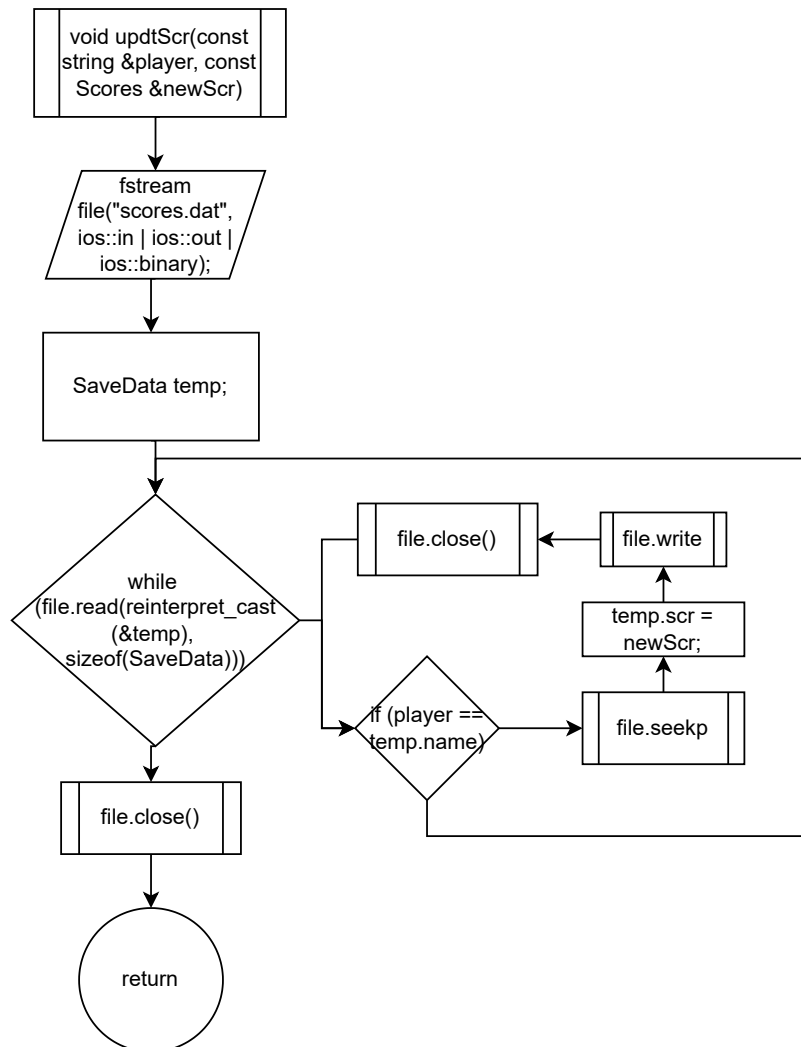 void updtScr(const
string &player, const
Scores &newScr)
fstream
file("scores.dat",
ios::in | ios::out |
ios::binary);
SaveData temp;
while
(file.read(reinterpret_cast
(&temp),
sizeof(SaveData)))
file.close()
file.write
temp.scr =
newScr;
if (player ==
temp.name)
file.seekp
file.close()
return